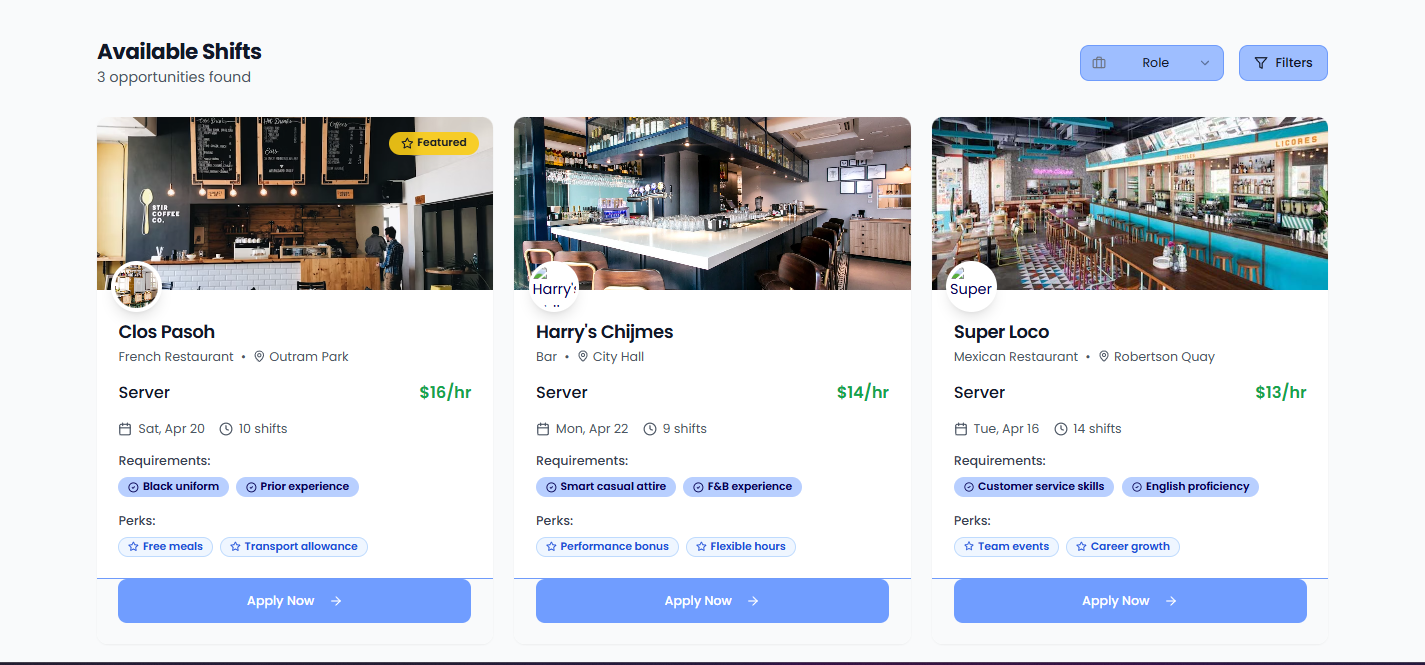 Available Shifts
3 opportunities found
Role
Filters
Featured
STIR
COFFEE
CO.
LICORES
Harry's
Super
Clos Pasoh
French Restaurant • Outram Park
Server
$16/hr
Sat, Apr 20
10 shifts
Requirements:
Black uniform
Prior experience
Perks:
Free meals
Transport allowance
Apply Now
Harry's Chijmes
Bar • City Hall
Server
$14/hr
Mon, Apr 22
9 shifts
Requirements:
Smart casual attire
F&B experience
Perks:
Performance bonus
Flexible hours
Apply Now
Super Loco
Mexican Restaurant • Robertson Quay
Server
$13/hr
Tue, Apr 16
14 shifts
Requirements:
Customer service skills
English proficiency
Perks:
Team events
Career growth
Apply Now